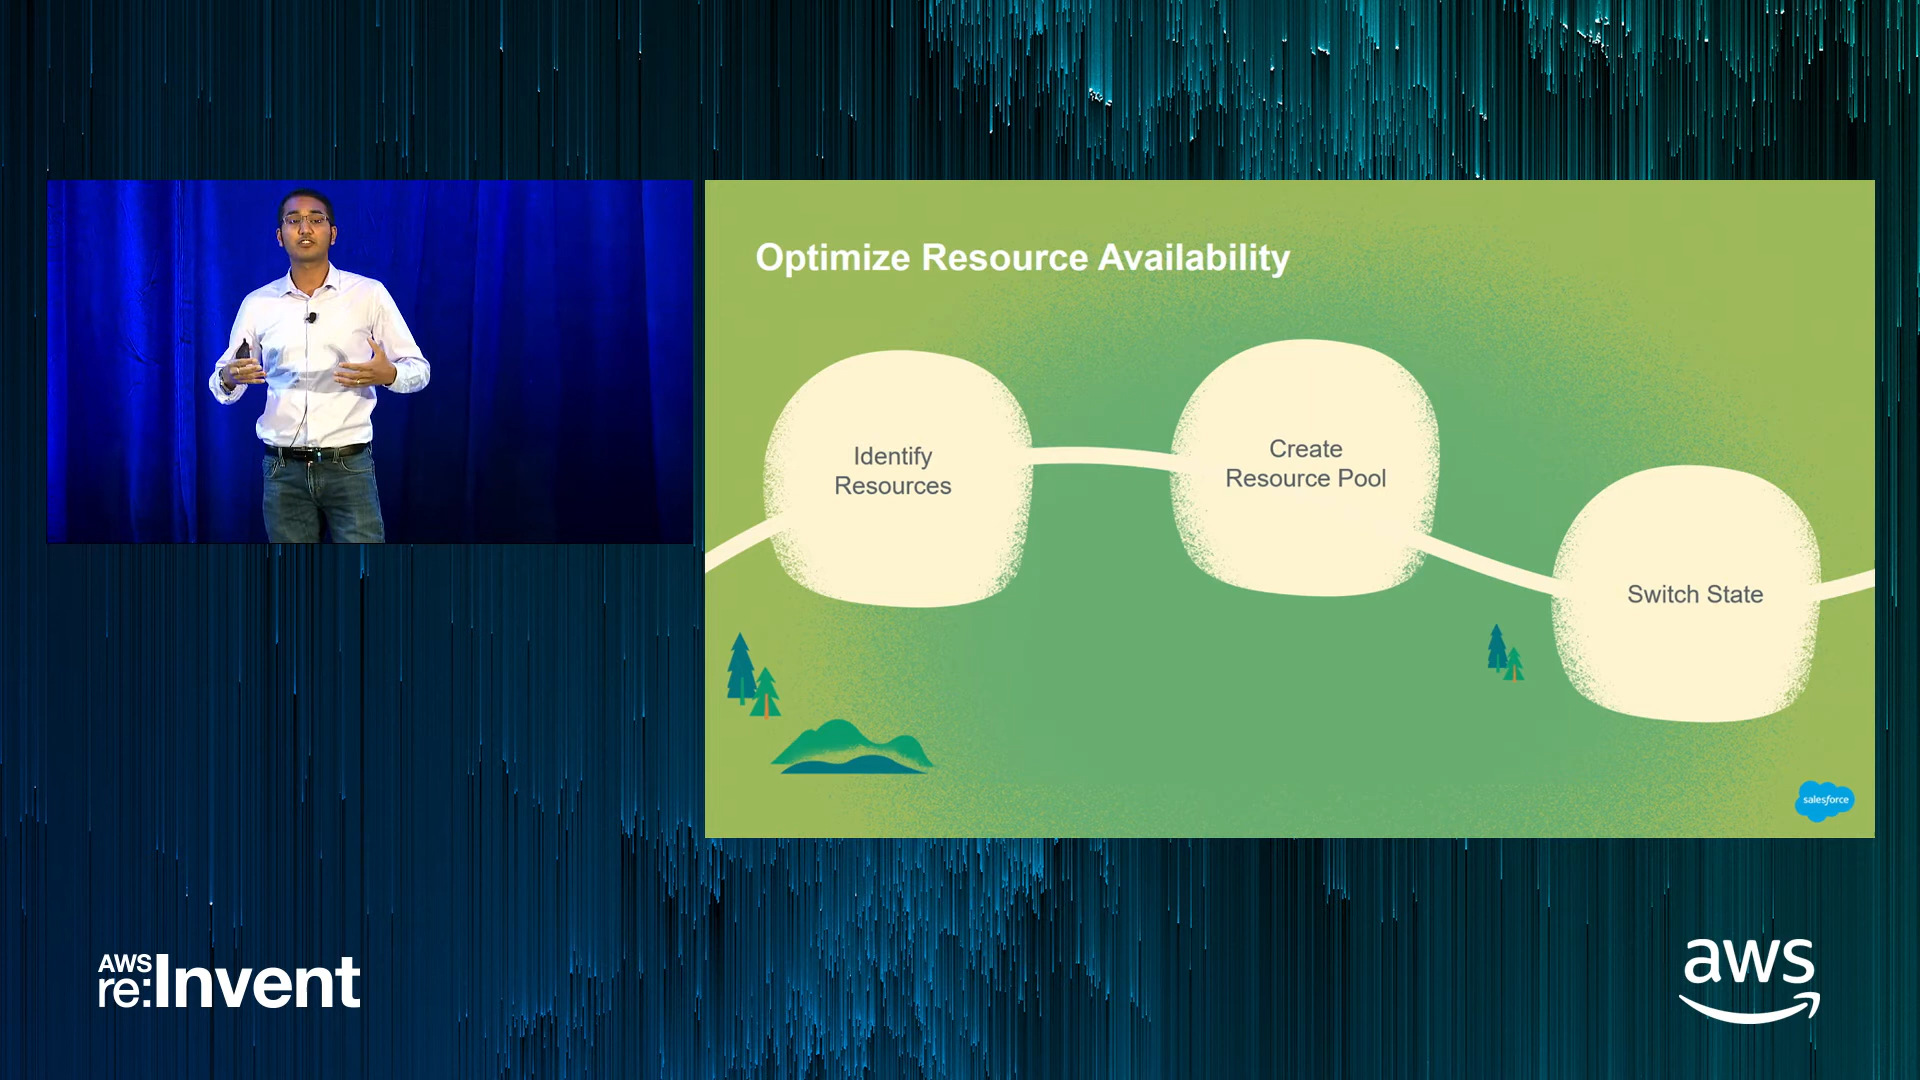 Optimize Resource Availability
Identify
Resources
Create
Resource Pool
Switch State
salesforce
AWS
re:Invent
aws